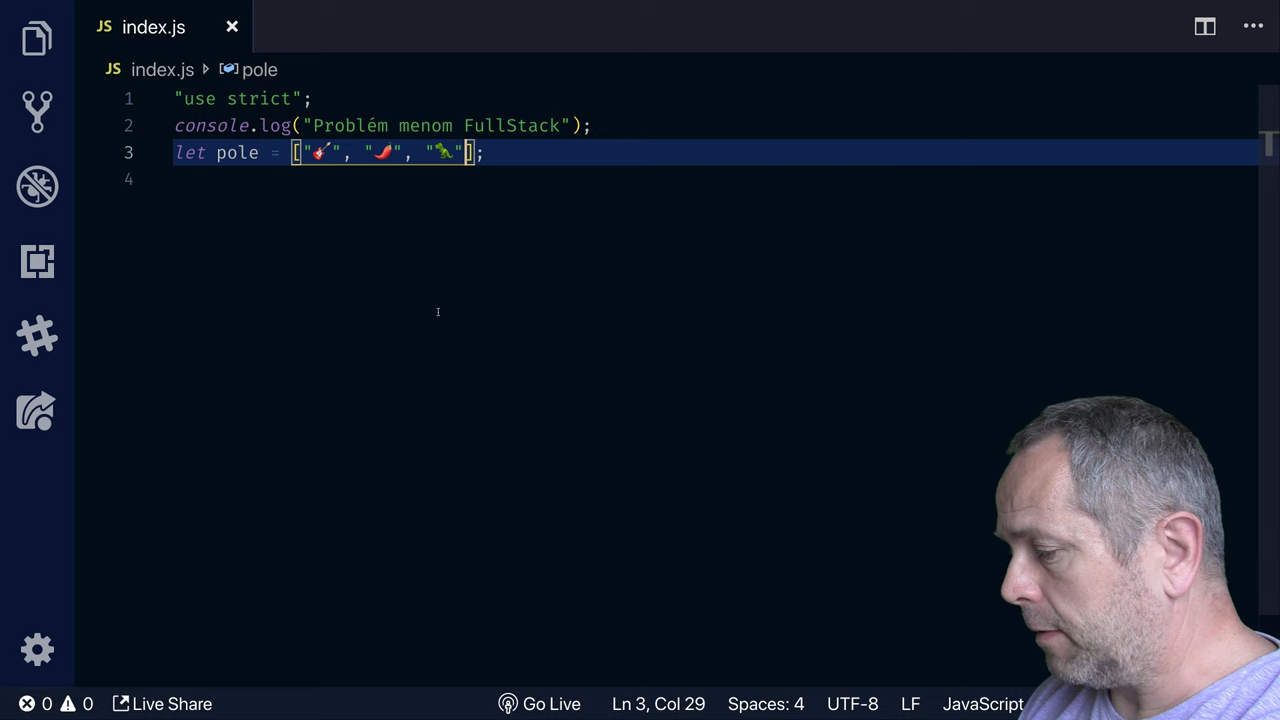 JS index.js ×
JS index.js pole
1 "use strict";
2 console.log("Problém menom FullStack");
3 let pole = ["🎸", "🌶️", "🦖"];
4
0 0 Live Share Go Live Ln 3, Col 29 Spaces: 4 UTF-8 LF JavaScript